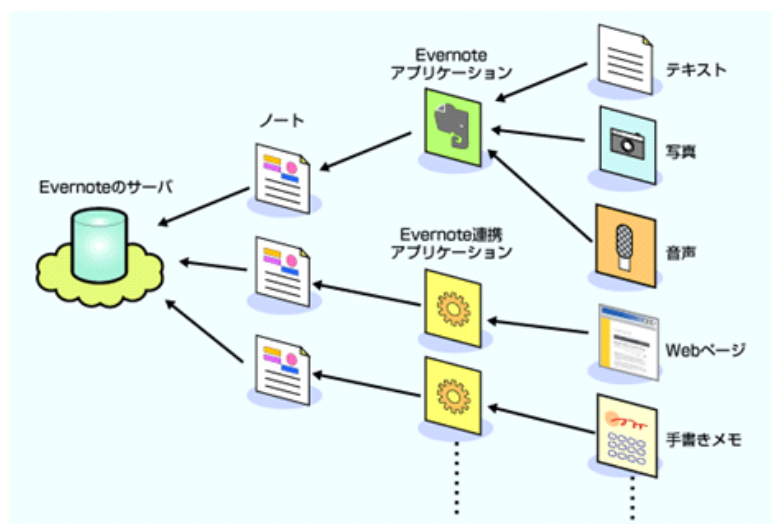 Evernote
アプリケーション
テキスト
ノート
写真
Evernoteのサーバ
Evernote連携
アプリケーション
音声
Webページ
手書きメモ